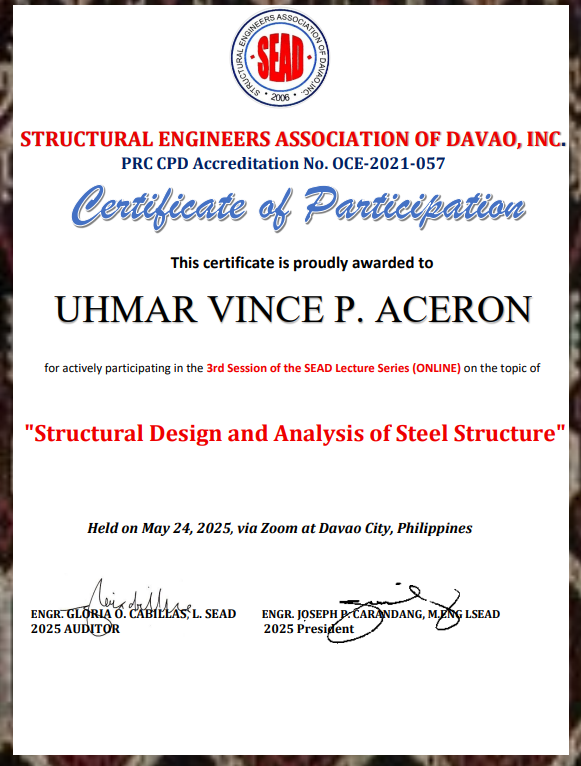 STRUCTURAL ENGINEERS ASSOCIATION OF DAVAO, INC.
SEAD
• 2006 •
STRUCTURAL ENGINEERS ASSOCIATION OF DAVAO, INC.
PRC CPD Accreditation No. OCE-2021-057
Certificate of Participation
This certificate is proudly awarded to
UHMAR VINCE P. ACERON
for actively participating in the 3rd Session of the SEAD Lecture Series (ONLINE) on the topic of
"Structural Design and Analysis of Steel Structure"
Held on May 24, 2025, via Zoom at Davao City, Philippines
ENGR. GLORIA O. CABILLAS, L. SEAD
2025 AUDITOR
ENGR. JOSEPH P. CARANDANG, M.ENG LSEAD
2025 President